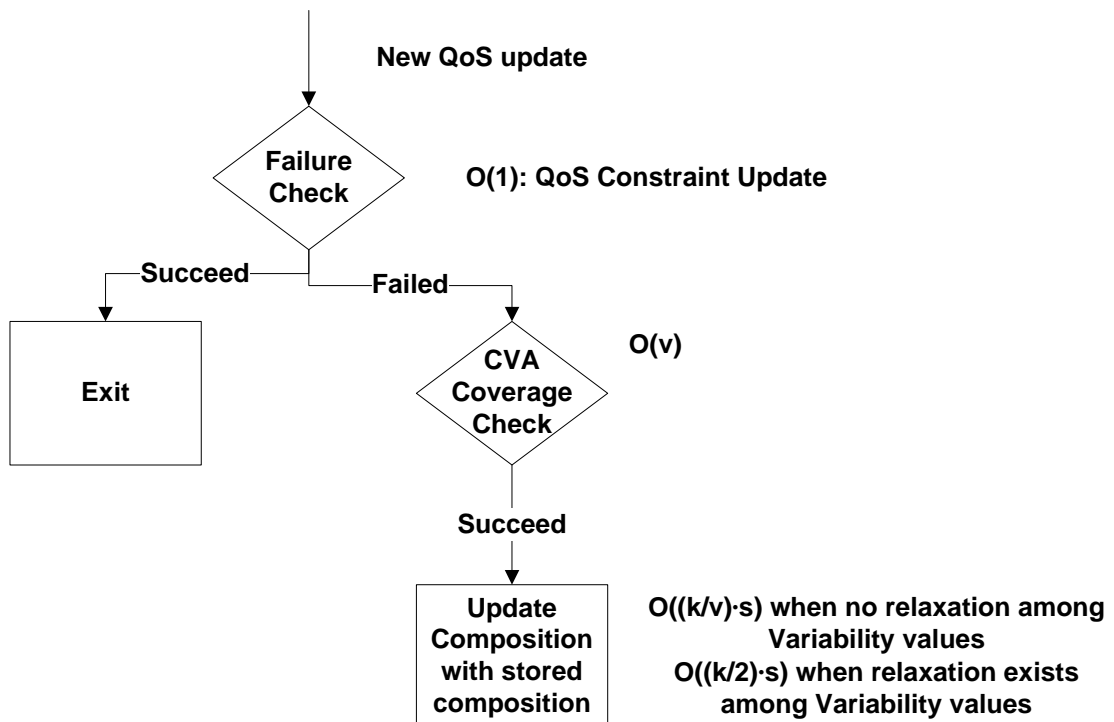 New QoS update
Failure
Check
O(1): QoS Constraint Update
Succeed
Failed
Exit
CVA
Coverage
Check
O(v)
Succeed
Update
Composition
with stored
composition
O((k/v)·s) when no relaxation among
Variability values
O((k/2)·s) when relaxation exists
among Variability values